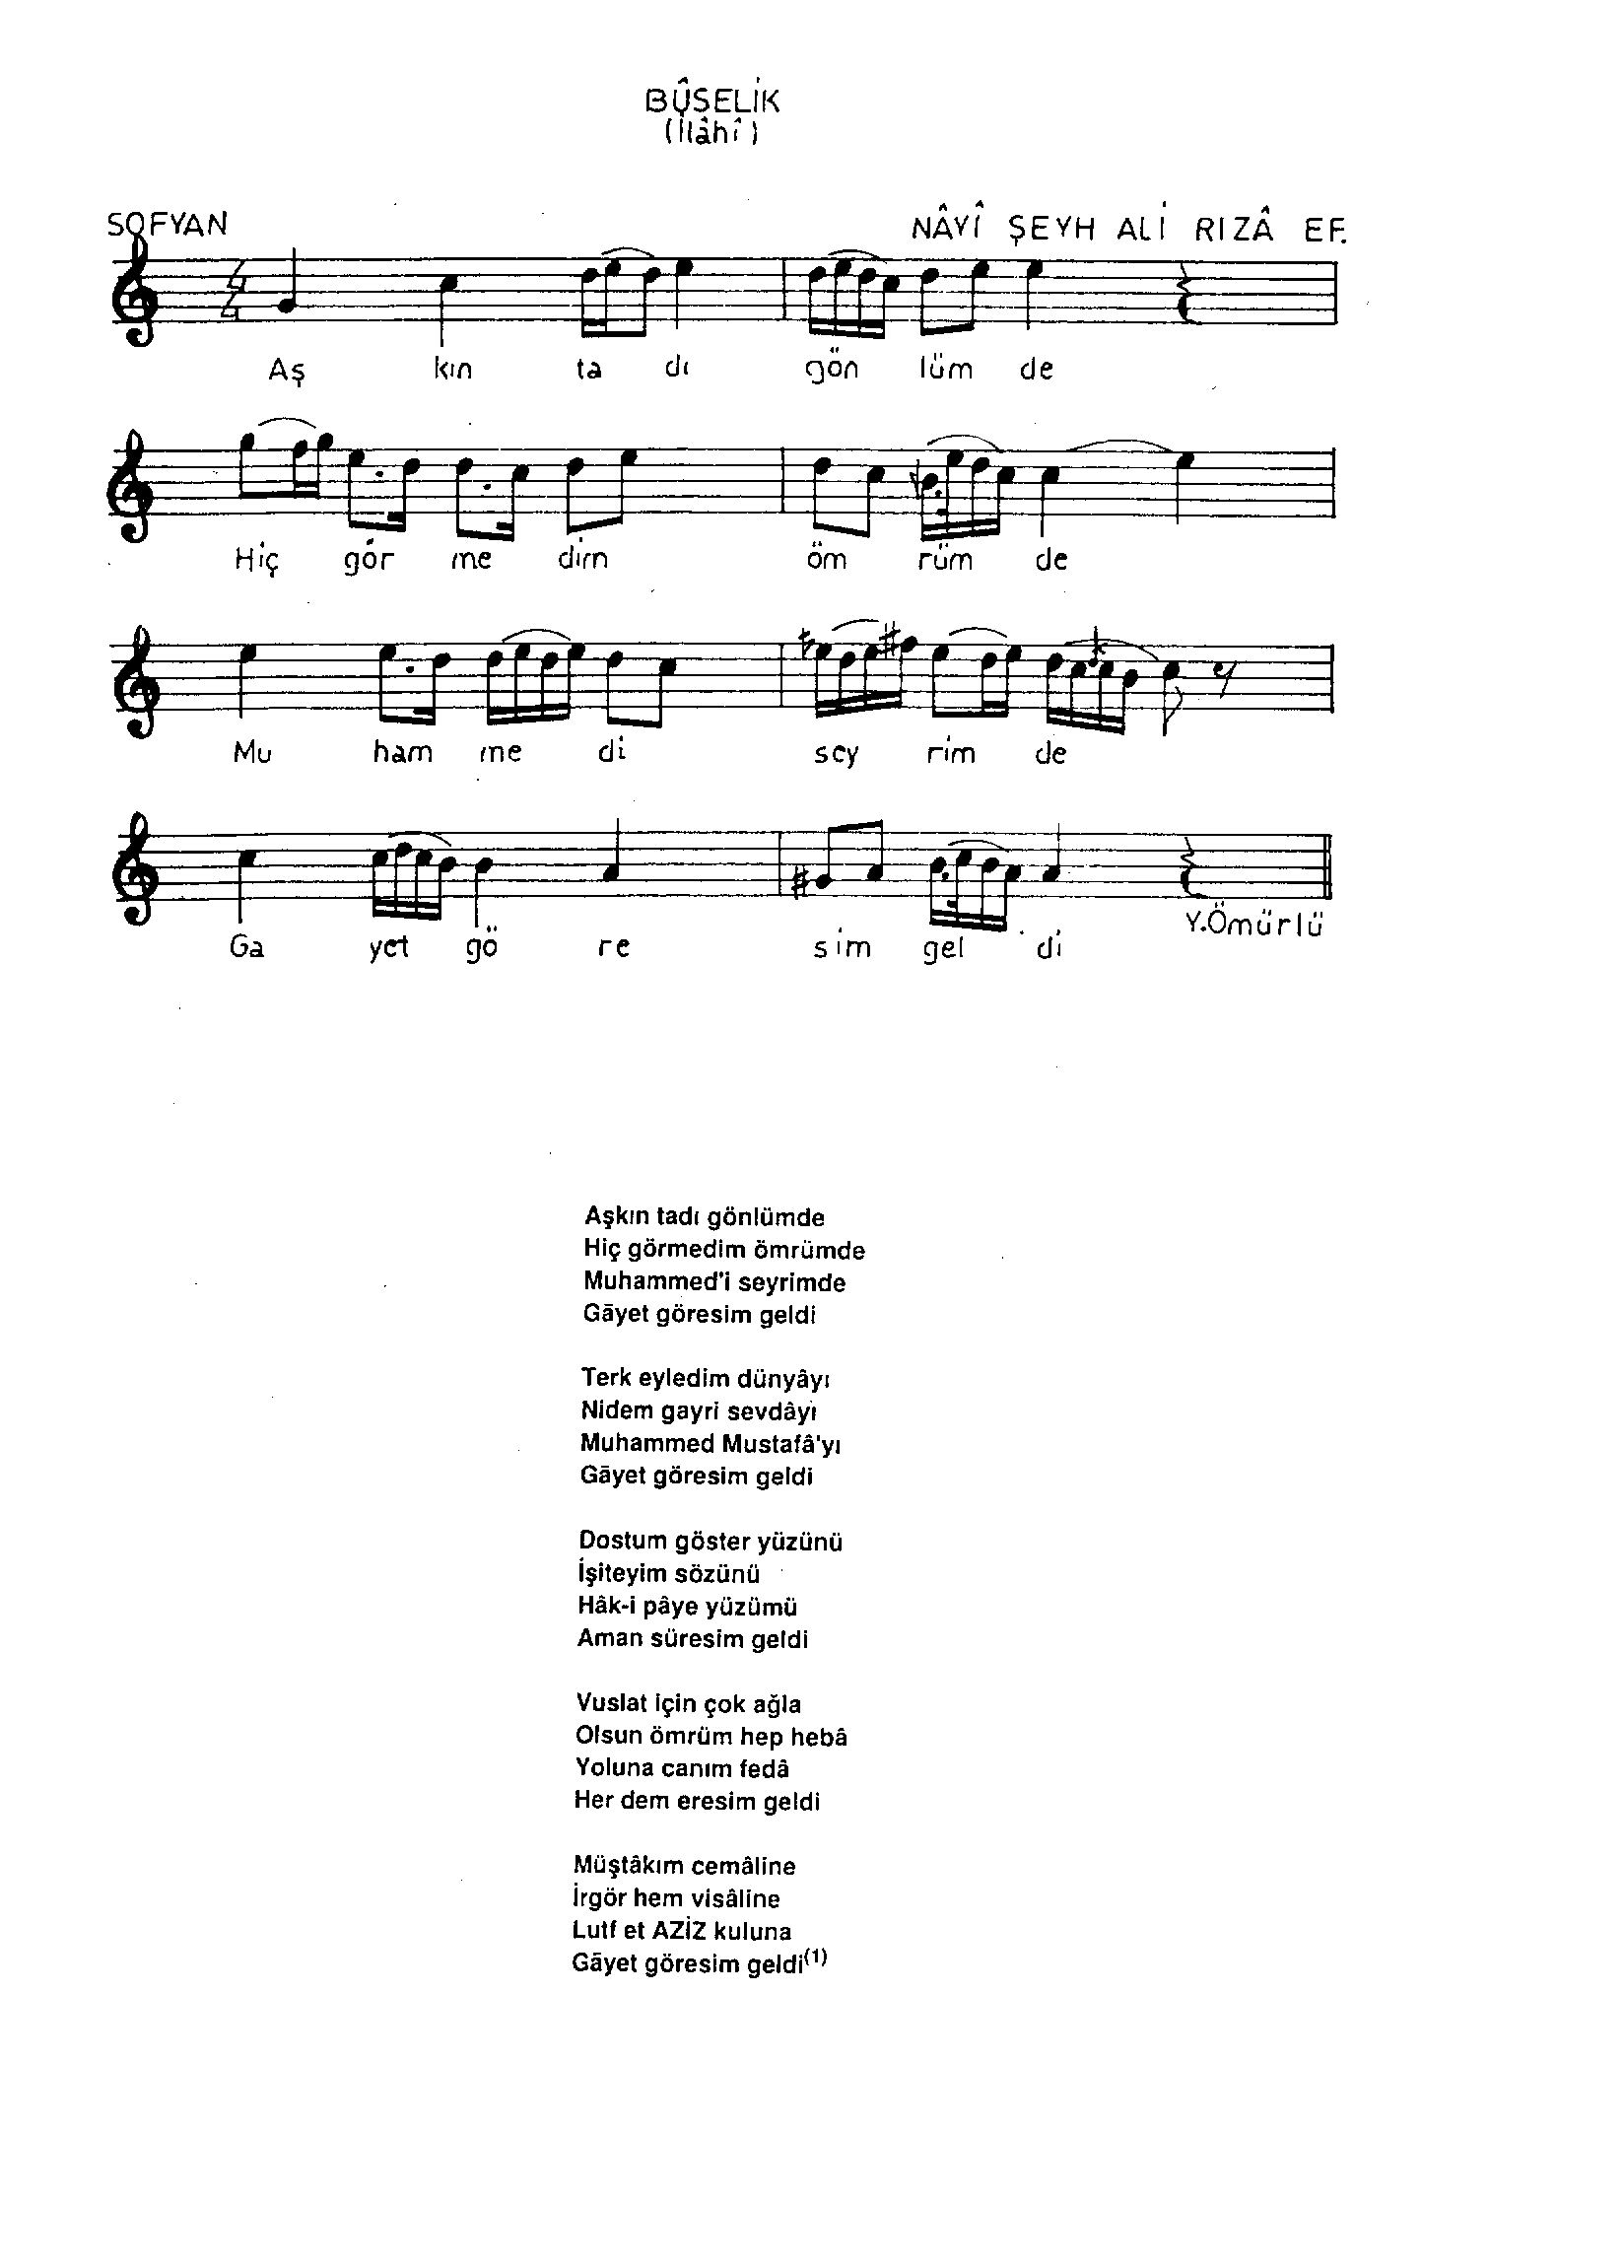 BÛSELİK
(İlâhî)
SOFYAN
NÂYÎ ŞEYH ALİ RIZÂ EF.
4
4
Aş kın ta dı gön lüm de
Hiç gör me dim öm rüm de
Mu ham me di sey rim de
Ga yet gö re sim gel di
Y.Ömürlü
Aşkın tadı gönlümde
Hiç görmedim ömrümde
Muhammed'i seyrimde
Gāyet göresim geldi
Terk eyledim dünyâyı
Nidem gayri sevdâyı
Muhammed Mustafâ'yı
Gāyet göresim geldi
Dostum göster yüzünü
İşiteyim sözünü
Hâk-i pâye yüzümü
Aman süresim geldi
Vuslat için çok ağla
Olsun ömrüm hep hebâ
Yoluna canım fedâ
Her dem eresim geldi
Müştâkım cemâline
İrgör hem visâline
Lutf et AZİZ kuluna
Gāyet göresim geldi(1)